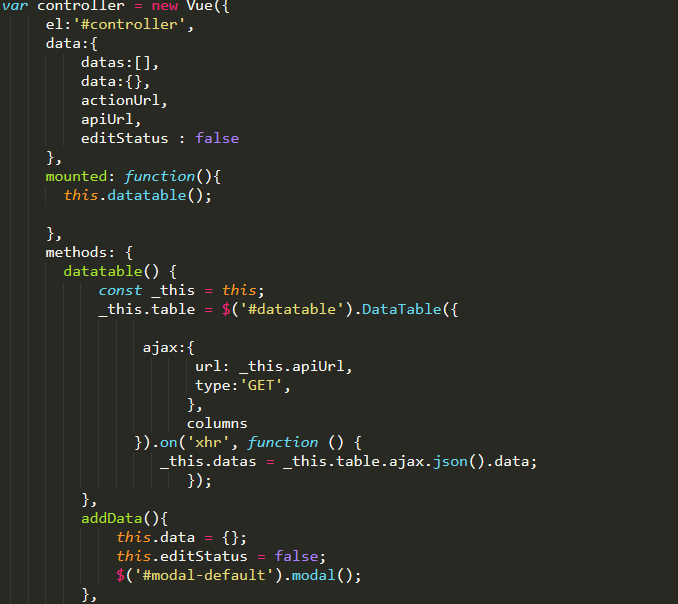 var controller = new Vue({
el:'#controller',
data:{
datas:[],
data:{},
actionUrl,
apiUrl,
editStatus : false
},
mounted: function(){
this.datatable();
},
methods: {
datatable() {
const _this = this;
_this.table = $('#datatable').DataTable({
ajax:{
url: _this.apiUrl,
type:'GET',
},
columns
}).on('xhr', function () {
_this.datas = _this.table.ajax.json().data;
});
},
addData(){
this.data = {};
this.editStatus = false;
$('#modal-default').modal();
},